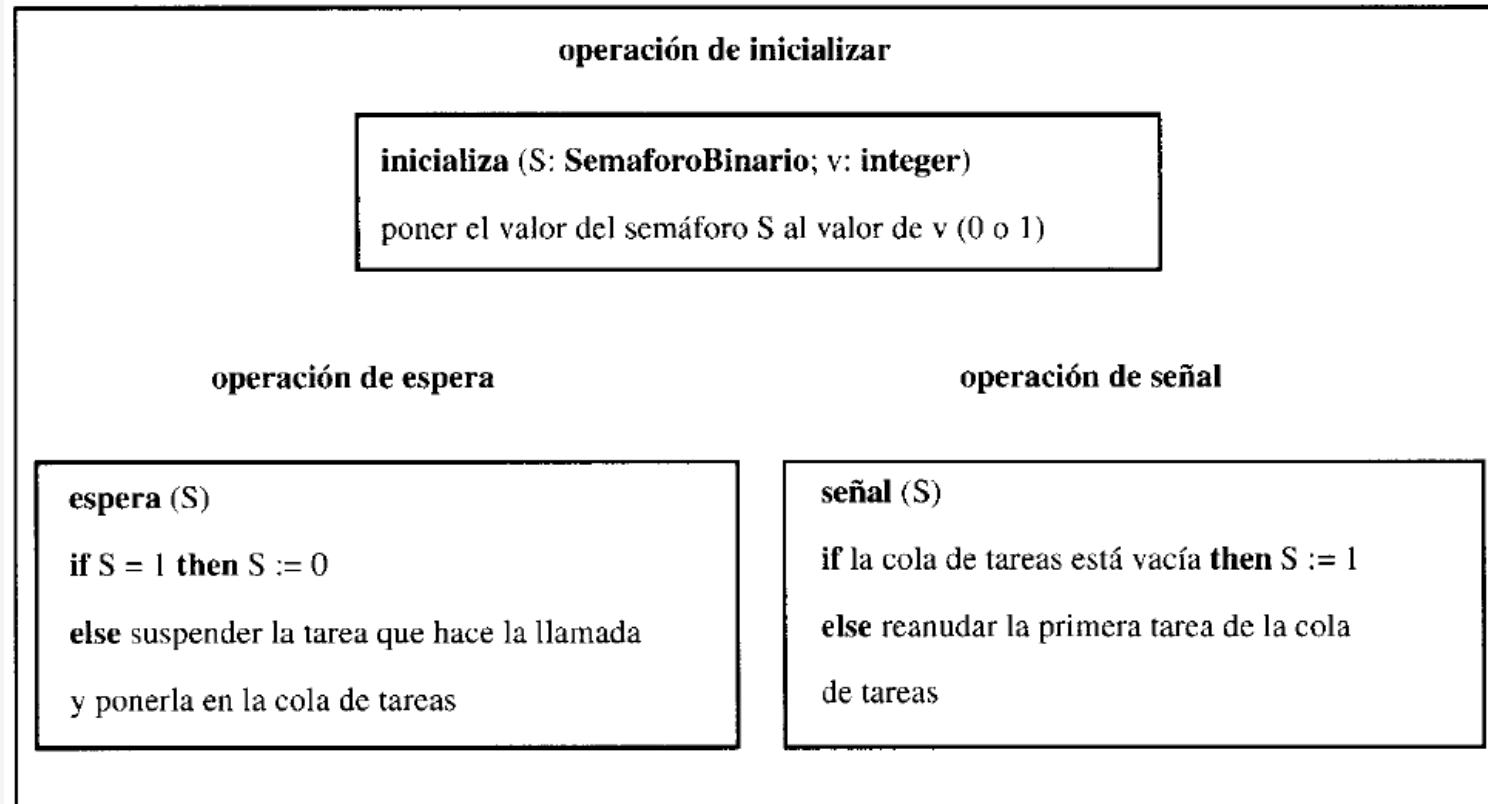 operación de inicializar
inicializa (S: SemaforoBinario; v: integer)
poner el valor del semáforo S al valor de v (0 o 1)
operación de espera
operación de señal
espera (S)
if S = 1 then S := 0
else suspender la tarea que hace la llamada
y ponerla en la cola de tareas
señal (S)
if la cola de tareas está vacía then S := 1
else reanudar la primera tarea de la cola
de tareas